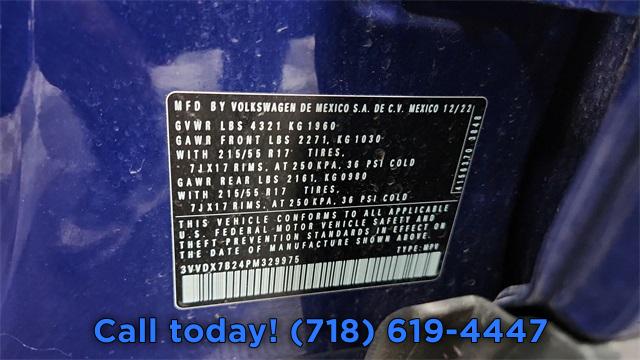 MFD BY VOLKSWAGEN DE MEXICO S.A. DE C.V. MEXICO 12/22
GVWR LBS 4321 KG 1960
GAWR FRONT LBS 2271, KG 1030
WITH 215/55 R17 TIRES,
7JX17 RIMS, AT 250 KPA, 36 PSI COLD
GAWR REAR LBS 2161, KG 0980
WITH 215/55 R17 TIRES,
7JX17 RIMS, AT 250 KPA, 36 PSI COLD
THIS VEHICLE CONFORMS TO ALL APPLICABLE
U.S. FEDERAL MOTOR VEHICLE SAFETY AND
THEFT PREVENTION STANDARDS IN EFFECT ON
THE DATE OF MANUFACTURE SHOWN ABOVE.
3VVDX7B24PM329975 TYPE: MPV
Call today! (718) 619-4447